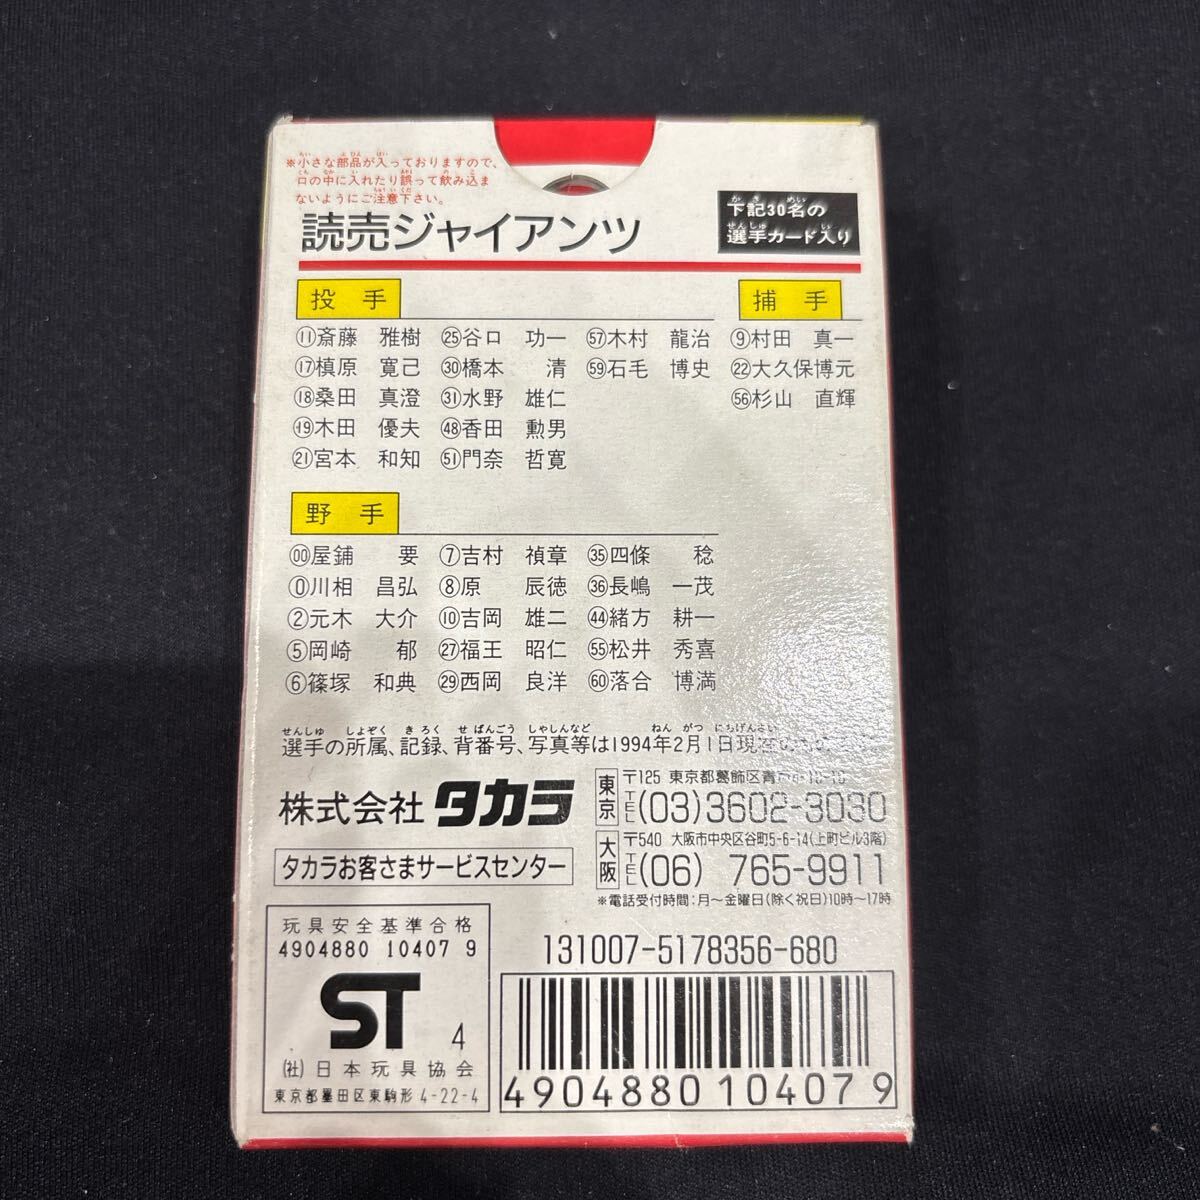 ※小さな部品が入っておりますので、
口の中に入れたり誤って飲み込ま
ないようにご注意下さい。
読売ジャイアンツ
下記30名の
選手カード入り
投手
⑪斎藤 雅樹 ㉕谷口 功一 ㊼木村 龍治
⑰槙原 寛己 ㉚橋本 清 59石毛 博史
⑱桑田 真澄 ㉛水野 雄仁
⑲木田 優夫 ㊽香田 勲男
㉑宮本 和知 51門奈 哲寛
捕手
⑨村田 真一
㉒大久保博元
56杉山 直輝
野手
00屋鋪 要 ⑦吉村 禎章 ㉟四條 稔
⓪川相 昌弘 ⑧原 辰徳 ㊱長嶋 一茂
②元木 大介 ⑩吉岡 雄二 ㊹緒方 耕一
⑤岡崎 郁 ㉗福王 昭仁 55松井 秀喜
⑥篠塚 和典 ㉙西岡 良洋 60落合 博満
選手の所属、記録、背番号、写真等は1994年2月1日現在のもの
株式会社 タカラ
タカラお客さまサービスセンター
東京 〒125 東京都葛飾区青
TEL (03)3602-3030
大阪 〒540 大阪市中央区谷町5-6-14(上町ビル3階)
TEL (06) 765-9911
※電話受付時間:月〜金曜日(除く祝日)10時〜17時
玩具安全基準合格
4904880 10407 9
ST 4
(社)日本玩具協会
東京都墨田区東駒形 4-22-4
131007-5178356-680
4904880104079